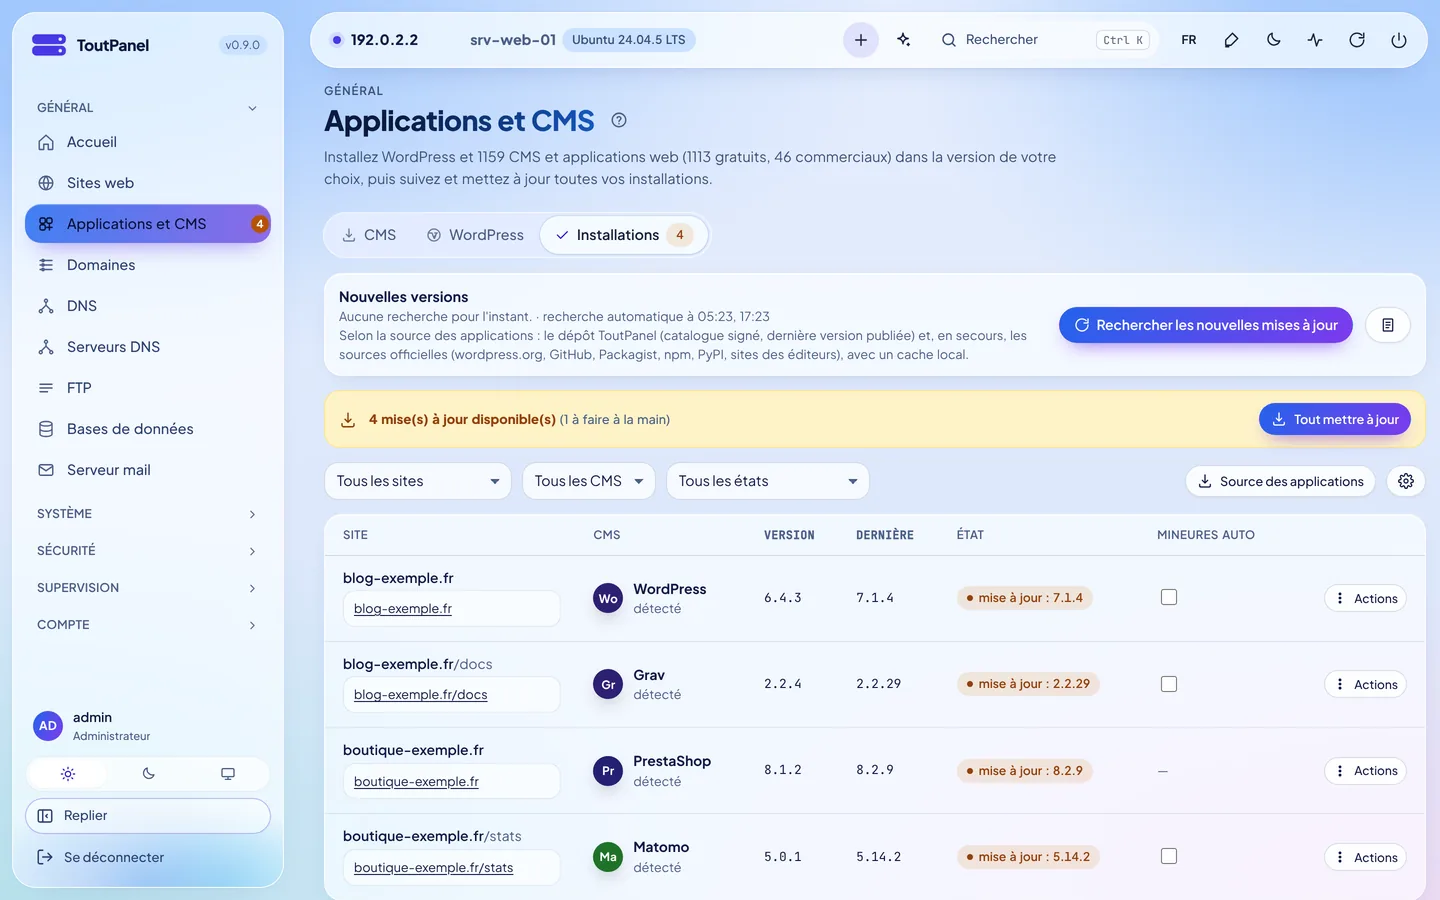 ToutPanel
v0.9.0
GÉNÉRAL
Accueil
Sites web
Applications et CMS
4
Domaines
DNS
Serveurs DNS
FTP
Bases de données
Serveur mail
SYSTÈME
SÉCURITÉ
SUPERVISION
COMPTE
AD
admin
Administrateur
Replier
Se déconnecter
192.0.2.2
srv-web-01
Ubuntu 24.04.5 LTS
Rechercher
Ctrl K
FR
GÉNÉRAL
Applications et CMS
Installez WordPress et 1159 CMS et applications web (1113 gratuits, 46 commerciaux) dans la version de votre
choix, puis suivez et mettez à jour toutes vos installations.
CMS
WordPress
Installations 4
Nouvelles versions
Aucune recherche pour l'instant. · recherche automatique à 05:23, 17:23
Selon la source des applications : le dépôt ToutPanel (catalogue signé, dernière version publiée) et, en secours, les
sources officielles (wordpress.org, GitHub, Packagist, npm, PyPI, sites des éditeurs), avec un cache local.
Rechercher les nouvelles mises à jour
4 mise(s) à jour disponible(s) (1 à faire à la main)
Tout mettre à jour
Tous les sites
Tous les CMS
Tous les états
Source des applications
SITE CMS VERSION DERNIÈRE ÉTAT MINEURES AUTO
blog-exemple.fr
blog-exemple.fr
Wo
WordPress
détecté
6.4.3
7.1.4
mise à jour : 7.1.4
Actions
blog-exemple.fr/docs
blog-exemple.fr/docs
Gr
Grav
détecté
2.2.4
2.2.29
mise à jour : 2.2.29
Actions
boutique-exemple.fr
boutique-exemple.fr
Pr
PrestaShop
détecté
8.1.2
8.2.9
mise à jour : 8.2.9
—
Actions
boutique-exemple.fr/stats
boutique-exemple.fr/stats
Ma
Matomo
détecté
5.0.1
5.14.2
mise à jour : 5.14.2
Actions